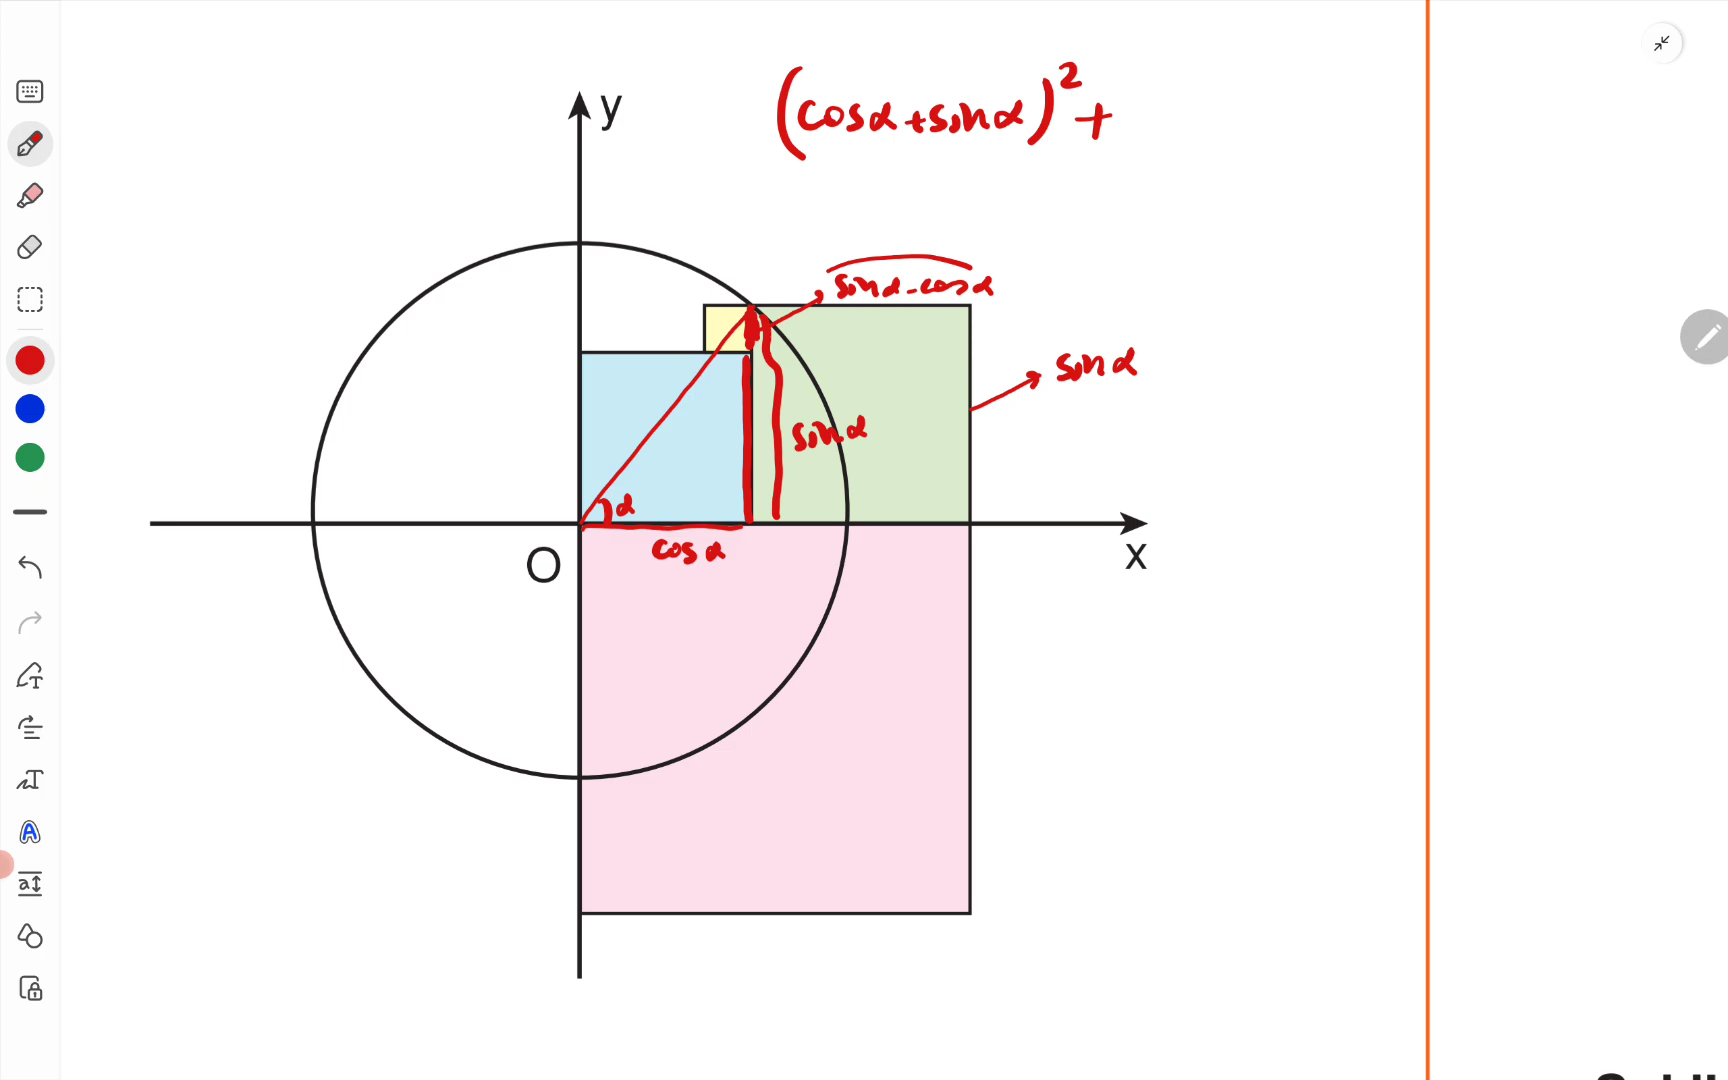 (cosα+sinα)² +
y
sinα-cosα
sinα
sinα
α
cosα
O
x